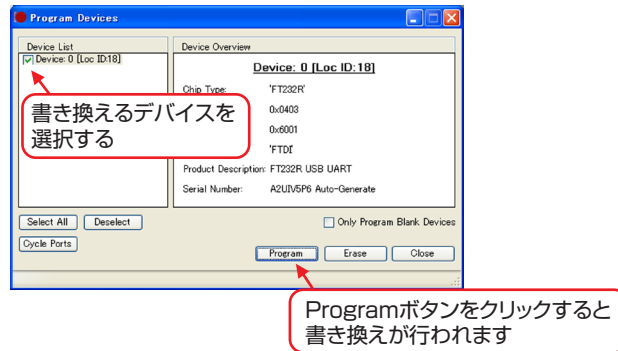 Program Devices
Device List
Device: 0 [Loc ID:18]
Device Overview
Device: 0 [Loc ID:18]
Chip Type: 'FT232R'
0x0403
0x6001
'FTDI'
Product Description: FT232R USB UART
Serial Number: A2UIV5P6 Auto-Generate
書き換えるデバイスを
選択する
Select All Deselect
Only Program Blank Devices
Cycle Ports
Program Erase Close
Programボタンをクリックすると
書き換えが行われます